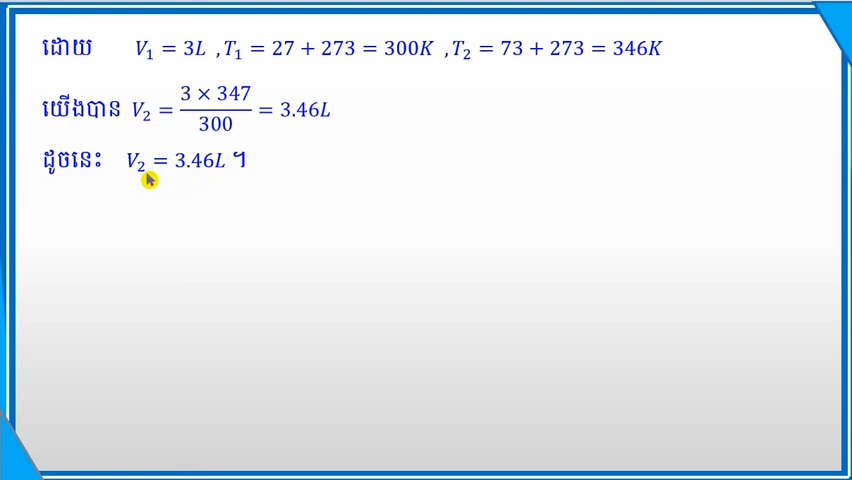 ដោយ V₁ = 3L , T₁ = 27 + 273 = 300K , T₂ = 73 + 273 = 346K
យើងបាន V₂ = \frac{3 × 347}{300} = 3.46L
ដូចនេះ V₂ = 3.46L ។